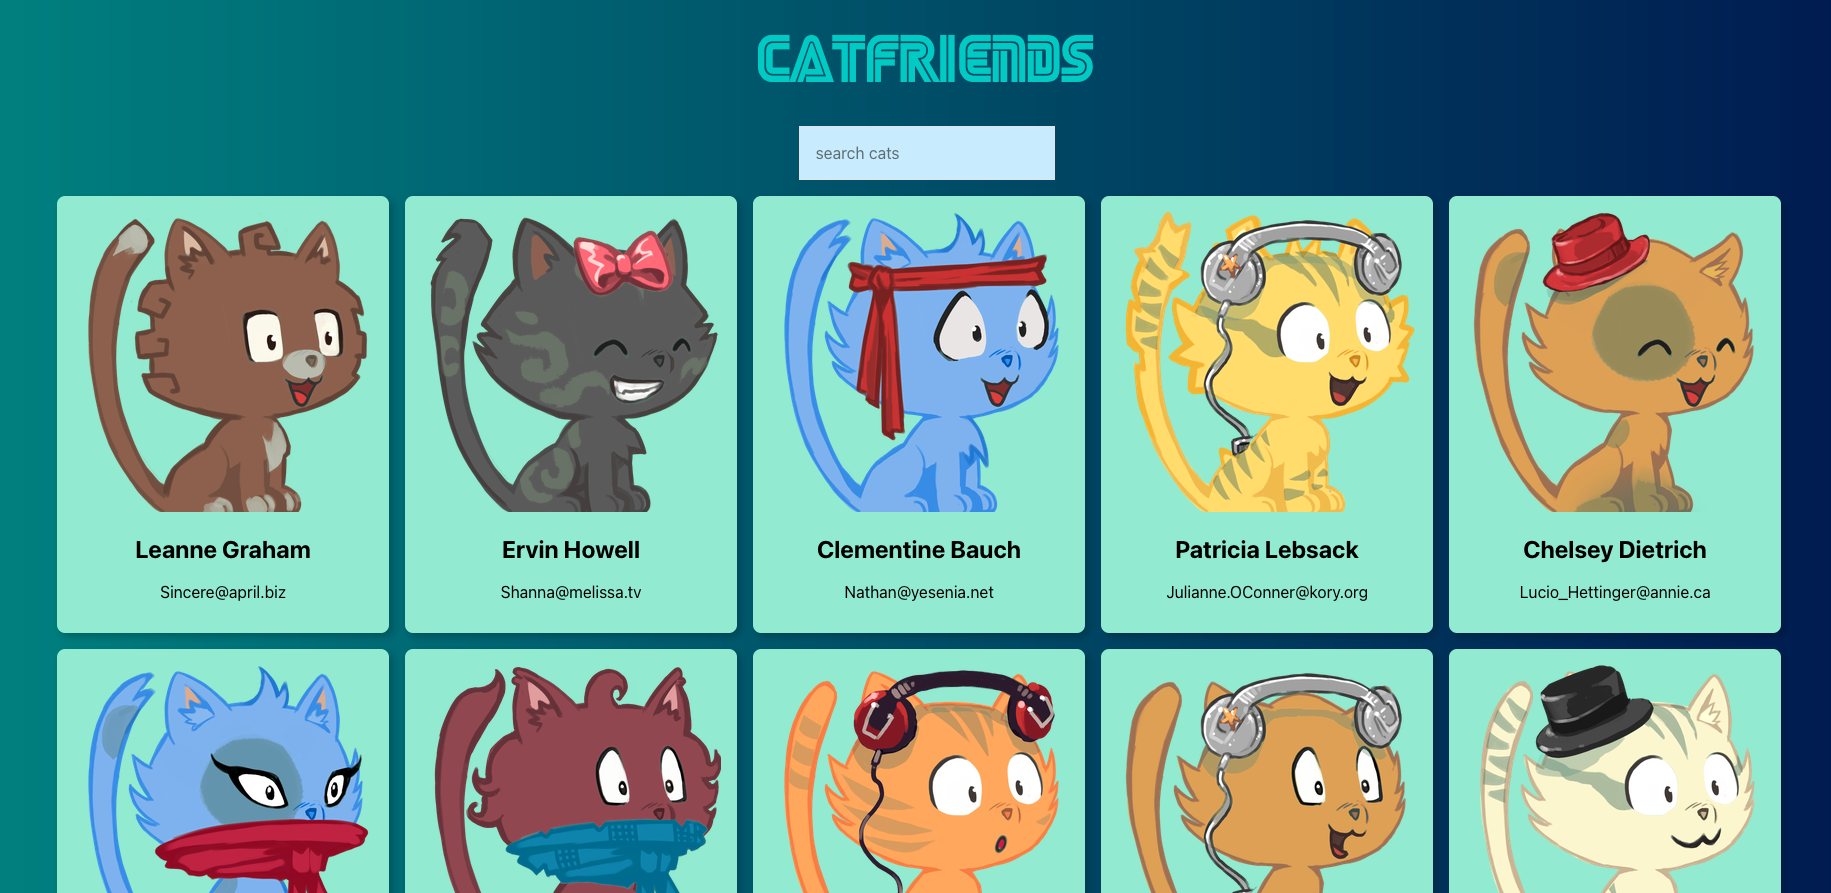 CATFRIENDS
search cats
Leanne Graham
Sincere@april.biz
Ervin Howell
Shanna@melissa.tv
Clementine Bauch
Nathan@yesenia.net
Patricia Lebsack
Julianne.OConner@kory.org
Chelsey Dietrich
Lucio_Hettinger@annie.ca